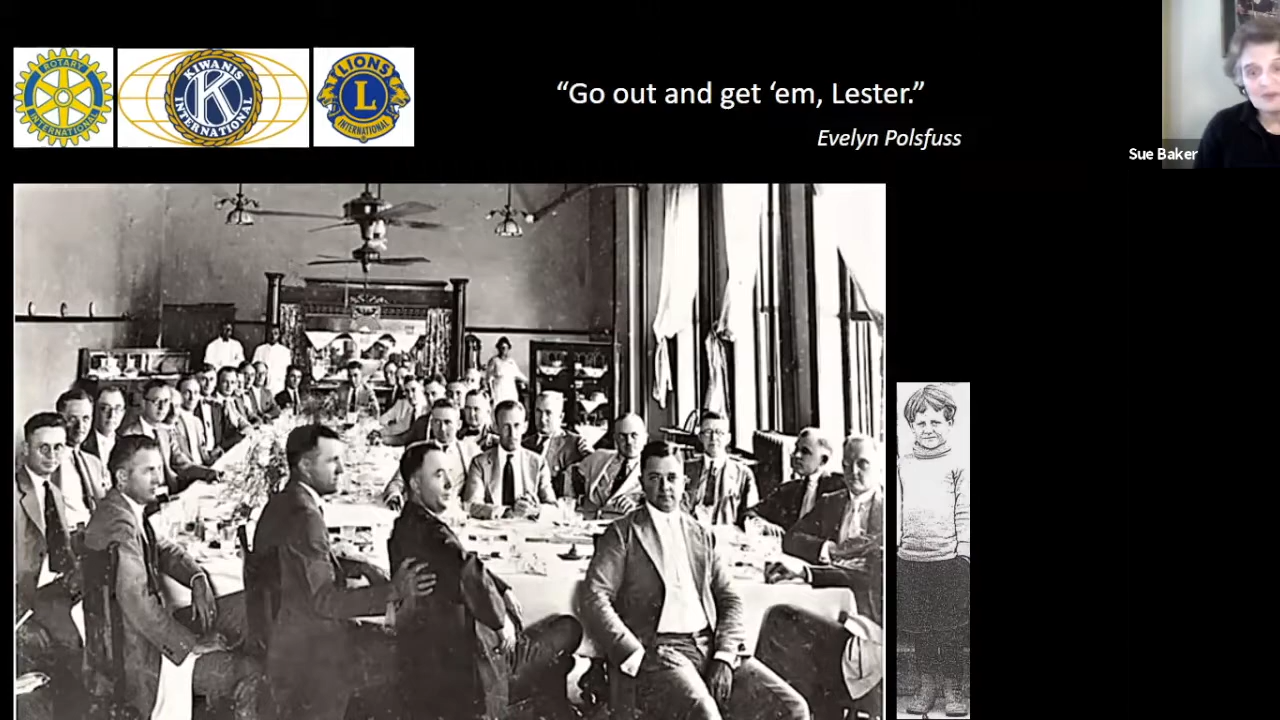 ROTARY
INTERNATIONAL
KIWANIS
K
INTERNATIONAL
LIONS
L
INTERNATIONAL
“Go out and get ‘em, Lester.”
Evelyn Polsfuss
Sue Baker